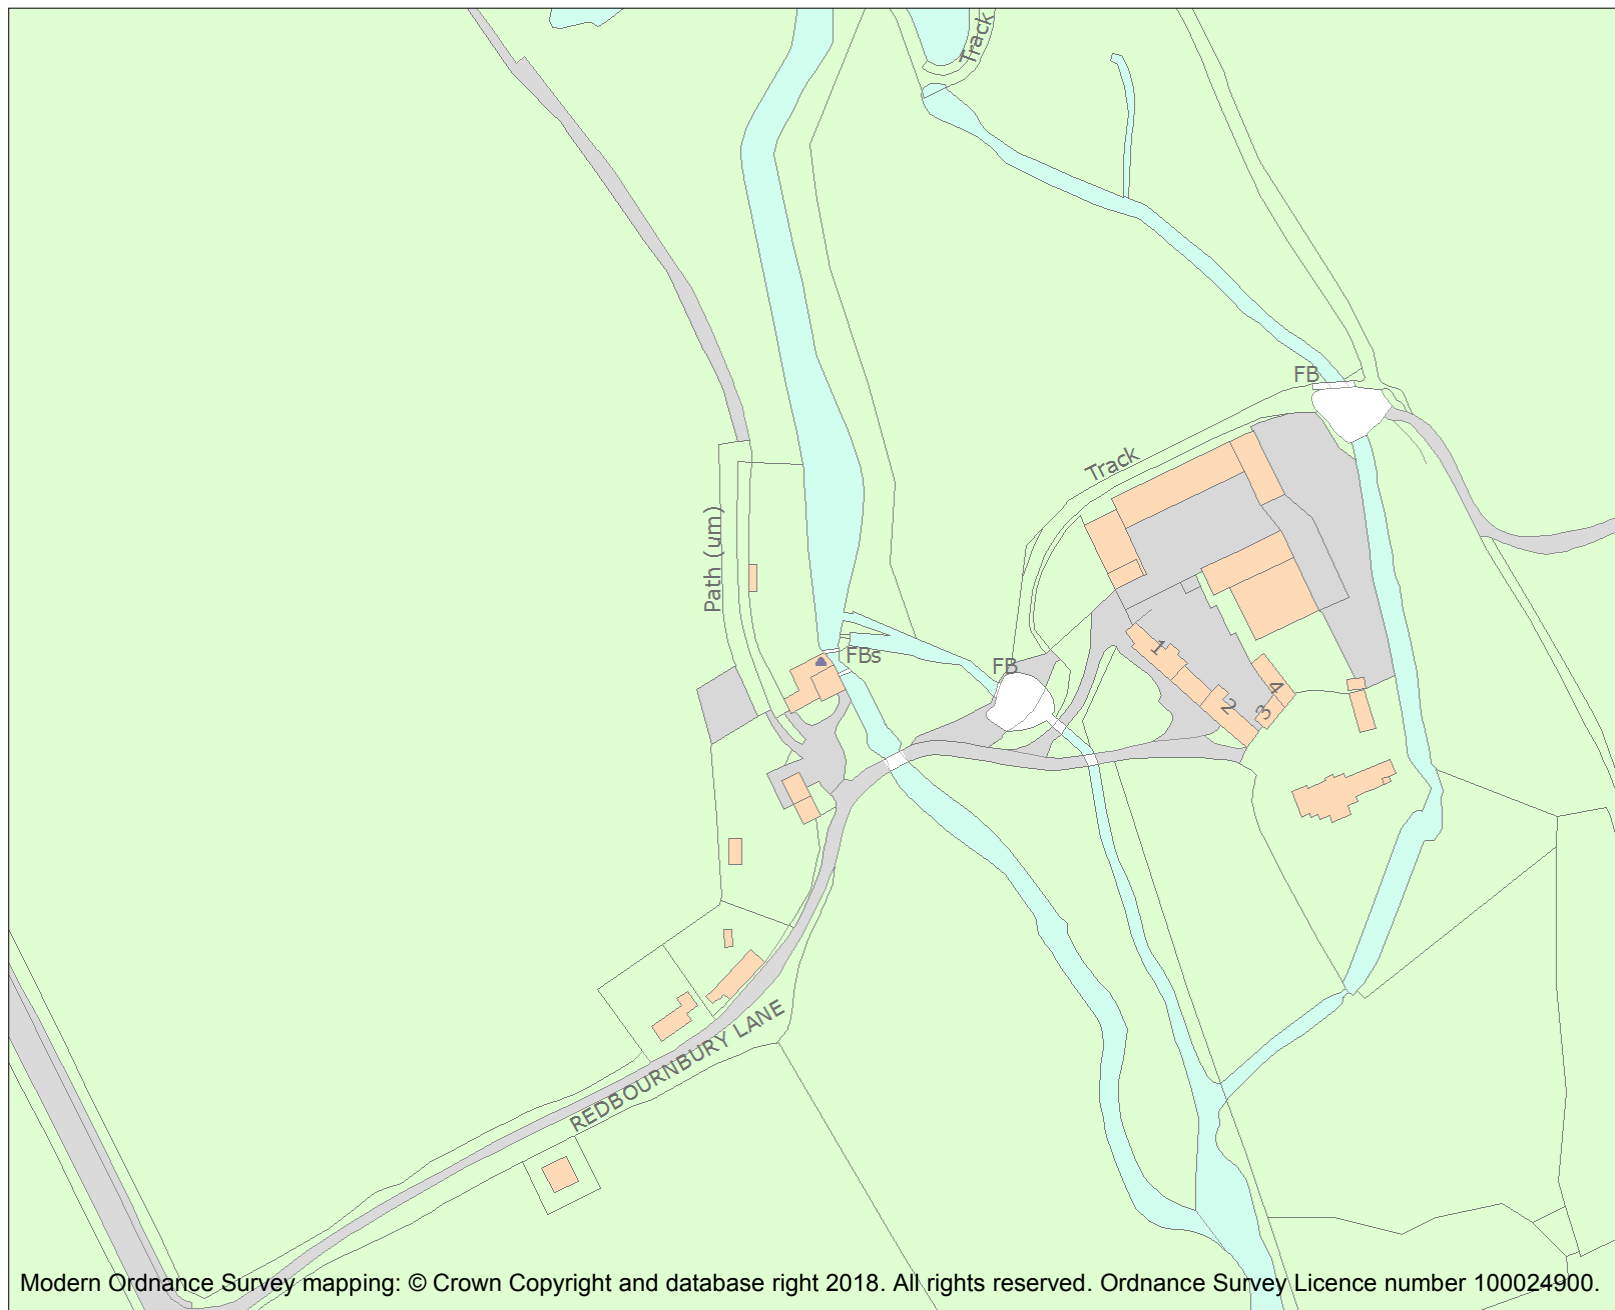 Track
FB
Track
Path (um)
FBs
FB
1
2
4
3
REDBOURNBURY LANE
Modern Ordnance Survey mapping: © Crown Copyright and database right 2018. All rights reserved. Ordnance Survey Licence number 100024900.